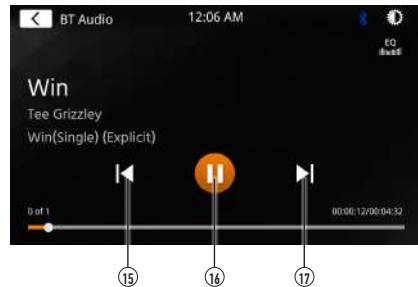 BT Audio 12:06 AM
EQ
Win
Tee Grizzley
Win(Single) (Explicit)
0 of 1 00:00:12/00:04:32
15 16 17